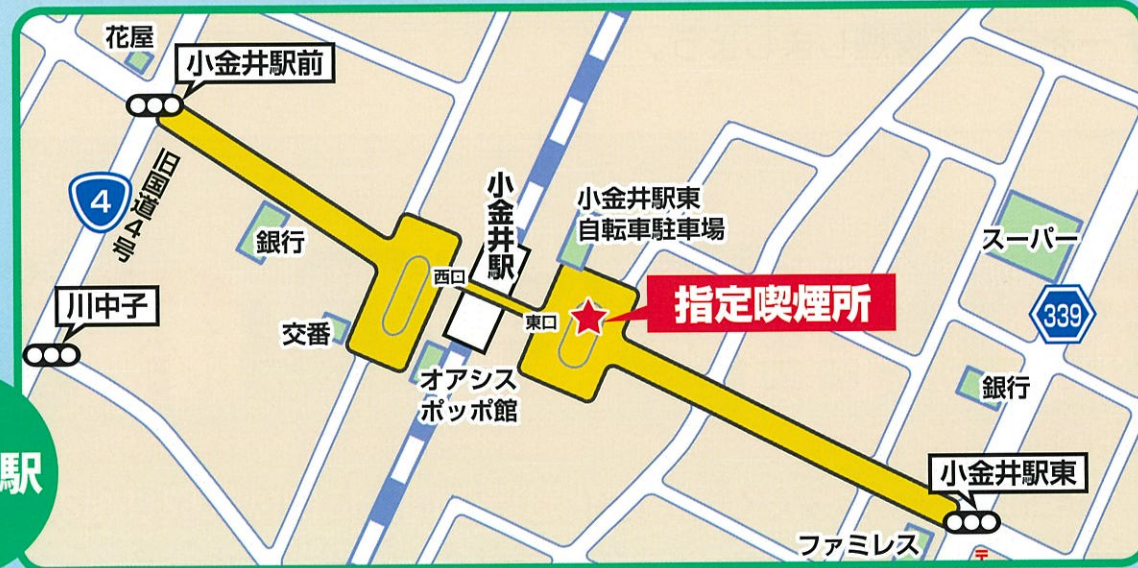 花屋
小金井駅前
4
旧国道4号
銀行
川中子
交番
西口
小金井駅
東口
オアシス
ポッポ館
小金井駅東
自転車駐車場
指定喫煙所
スーパー
339
銀行
小金井駅東
ファミレス
〒
駅